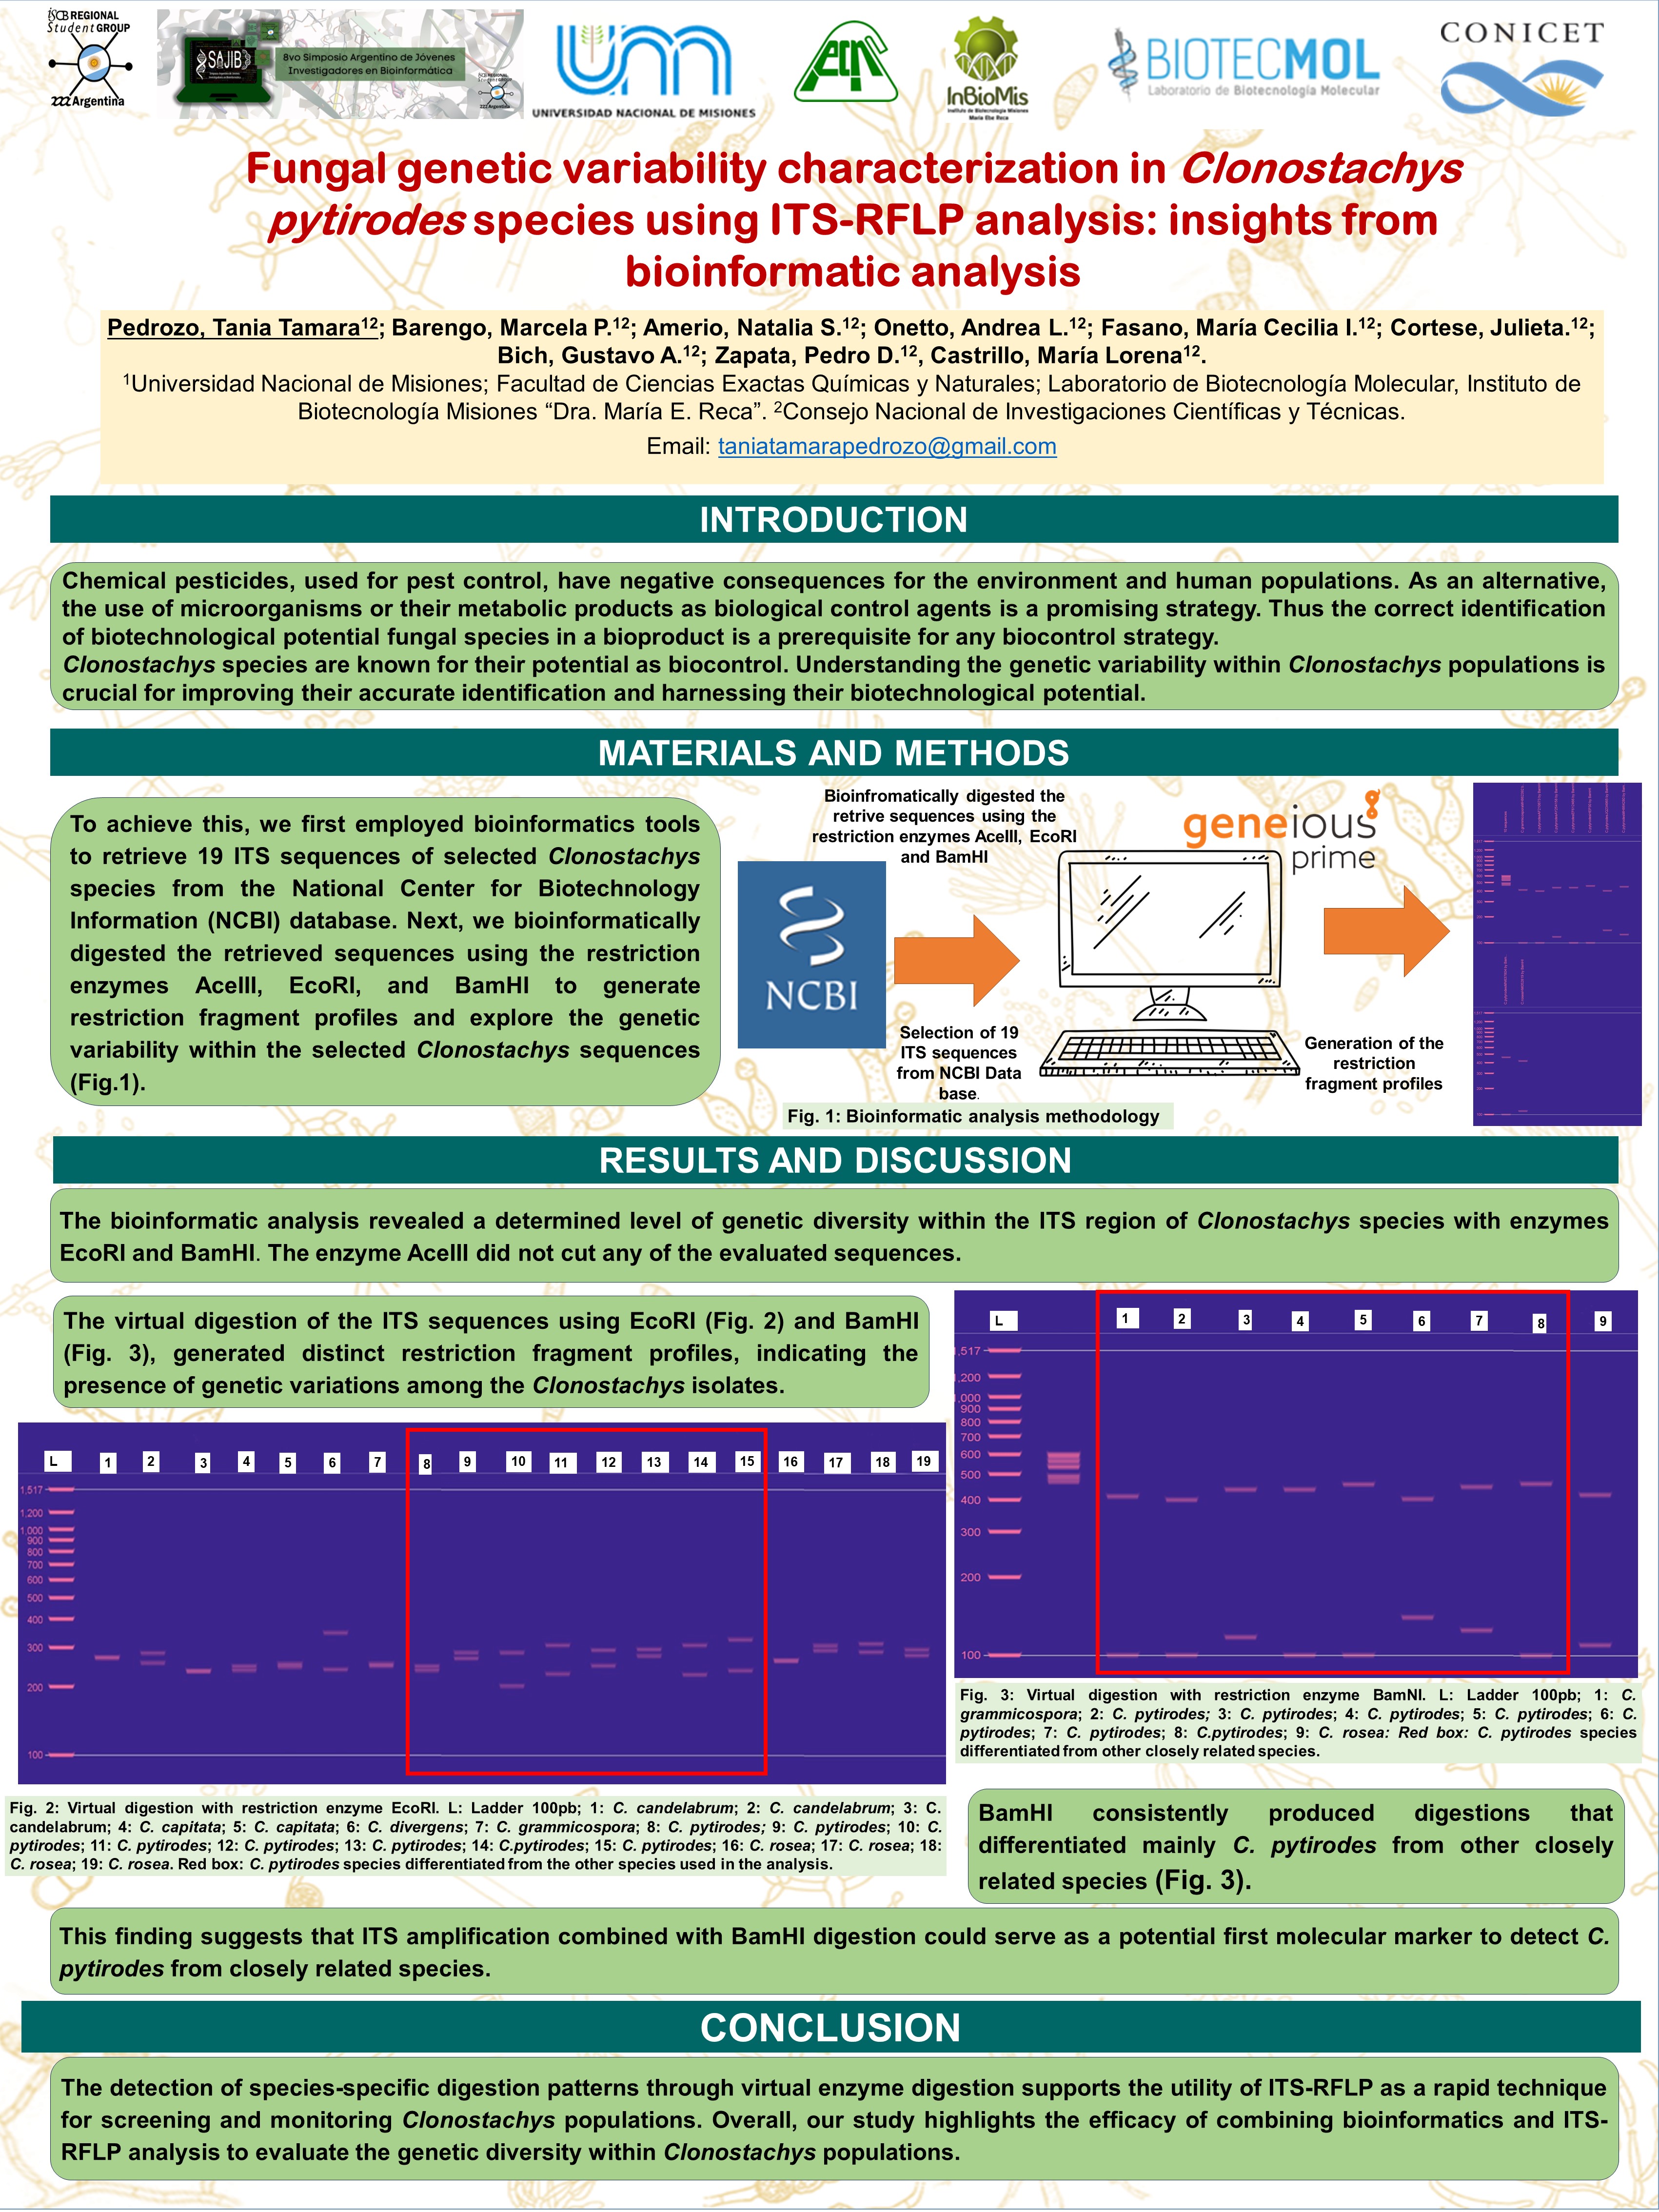 iSCB REGIONAL
Student GROUP
Argentina
SAJIB
8vo Simposio Argentino de Jóvenes
Investigadores en Bioinformática
UNIVERSIDAD NACIONAL DE MISIONES
InBioMis
Instituto de Biotecnología Misiones
María Ebe Reca
BIOTECMOL
Laboratorio de Biotecnología Molecular
CONICET
Fungal genetic variability characterization in Clonostachys
pytirodes species using ITS-RFLP analysis: insights from
bioinformatic analysis
Pedrozo, Tania Tamara12; Barengo, Marcela P.12; Amerio, Natalia S.12; Onetto, Andrea L.12; Fasano, María Cecilia I.12; Cortese, Julieta.12;
Bich, Gustavo A.12; Zapata, Pedro D.12, Castrillo, María Lorena12.
1Universidad Nacional de Misiones; Facultad de Ciencias Exactas Químicas y Naturales; Laboratorio de Biotecnología Molecular, Instituto de
Biotecnología Misiones “Dra. María E. Reca”. 2Consejo Nacional de Investigaciones Científicas y Técnicas.
Email: taniatamarapedrozo@gmail.com
INTRODUCTION
Chemical pesticides, used for pest control, have negative consequences for the environment and human populations. As an alternative,
the use of microorganisms or their metabolic products as biological control agents is a promising strategy. Thus the correct identification
of biotechnological potential fungal species in a bioproduct is a prerequisite for any biocontrol strategy.
Clonostachys species are known for their potential as biocontrol. Understanding the genetic variability within Clonostachys populations is
crucial for improving their accurate identification and harnessing their biotechnological potential.
MATERIALS AND METHODS
To achieve this, we first employed bioinformatics tools
to retrieve 19 ITS sequences of selected Clonostachys
species from the National Center for Biotechnology
Information (NCBI) database. Next, we bioinformatically
digested the retrieved sequences using the restriction
enzymes AceIII, EcoRI, and BamHI to generate
restriction fragment profiles and explore the genetic
variability within the selected Clonostachys sequences
(Fig.1).
Bioinfromatically digested the
retrive sequences using the
restriction enzymes AceIII, EcoRI
and BamHI
geneious
prime
NCBI
Selection of 19
ITS sequences
from NCBI Data
base.
Generation of the
restriction
fragment profiles
Fig. 1: Bioinformatic analysis methodology
RESULTS AND DISCUSSION
The bioinformatic analysis revealed a determined level of genetic diversity within the ITS region of Clonostachys species with enzymes
EcoRI and BamHI. The enzyme AceIII did not cut any of the evaluated sequences.
The virtual digestion of the ITS sequences using EcoRI (Fig. 2) and BamHI
(Fig. 3), generated distinct restriction fragment profiles, indicating the
presence of genetic variations among the Clonostachys isolates.
L 1 2 3 4 5 6 7 8 9 10 11 12 13 14 15 16 17 18 19
1,517
1,200
1,000
900
800
700
600
500
400
300
200
100
Fig. 2: Virtual digestion with restriction enzyme EcoRI. L: Ladder 100pb; 1: C. candelabrum; 2: C. candelabrum; 3: C.
candelabrum; 4: C. capitata; 5: C. capitata; 6: C. divergens; 7: C. grammicospora; 8: C. pytirodes; 9: C. pytirodes; 10: C.
pytirodes; 11: C. pytirodes; 12: C. pytirodes; 13: C. pytirodes; 14: C.pytirodes; 15: C. pytirodes; 16: C. rosea; 17: C. rosea; 18:
C. rosea; 19: C. rosea. Red box: C. pytirodes species differentiated from the other species used in the analysis.
L 1 2 3 4 5 6 7 8 9
,517
,200
,000
900
800
700
600
500
400
300
200
100
Fig. 3: Virtual digestion with restriction enzyme BamNI. L: Ladder 100pb; 1: C.
grammicospora; 2: C. pytirodes; 3: C. pytirodes; 4: C. pytirodes; 5: C. pytirodes; 6: C.
pytirodes; 7: C. pytirodes; 8: C.pytirodes; 9: C. rosea: Red box: C. pytirodes species
differentiated from other closely related species.
BamHI consistently produced digestions that
differentiated mainly C. pytirodes from other closely
related species (Fig. 3).
This finding suggests that ITS amplification combined with BamHI digestion could serve as a potential first molecular marker to detect C.
pytirodes from closely related species.
CONCLUSION
The detection of species-specific digestion patterns through virtual enzyme digestion supports the utility of ITS-RFLP as a rapid technique
for screening and monitoring Clonostachys populations. Overall, our study highlights the efficacy of combining bioinformatics and ITS-
RFLP analysis to evaluate the genetic diversity within Clonostachys populations.